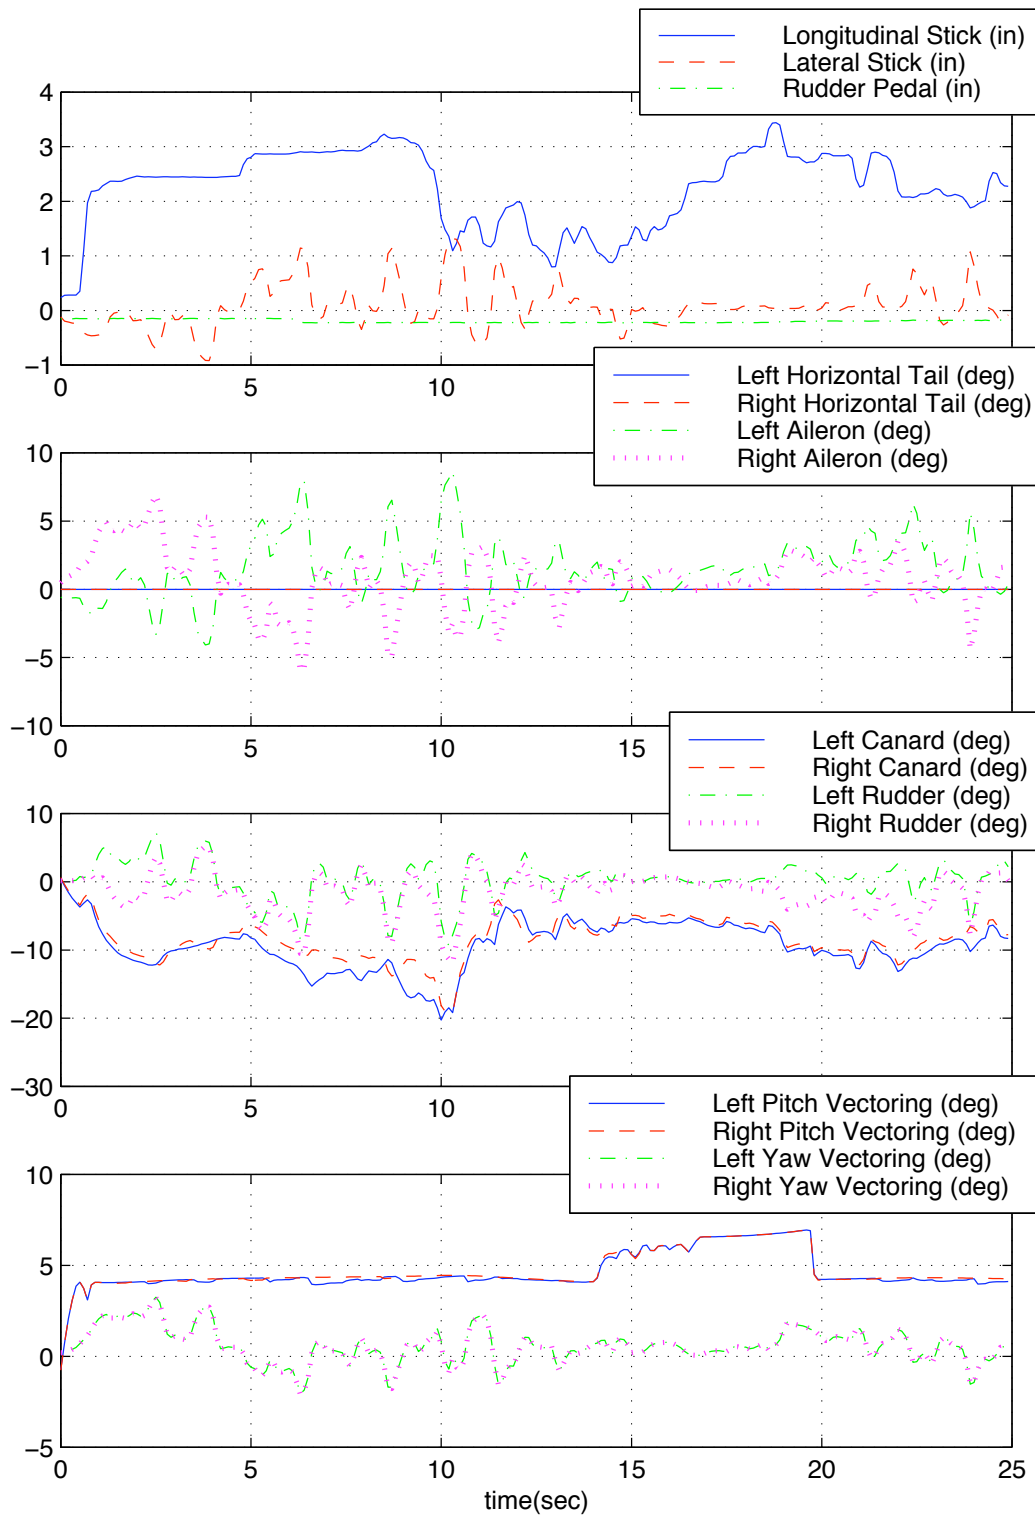 Longitudinal Stick (in)
Lateral Stick (in)
Rudder Pedal (in)
4
3
2
1
0
−1
0 5 10
Left Horizontal Tail (deg)
Right Horizontal Tail (deg)
Left Aileron (deg)
Right Aileron (deg)
10
5
0
−5
−10
0 5 10 15
Left Canard (deg)
Right Canard (deg)
Left Rudder (deg)
Right Rudder (deg)
10
0
−10
−20
−30
0 5 10
Left Pitch Vectoring (deg)
Right Pitch Vectoring (deg)
Left Yaw Vectoring (deg)
Right Yaw Vectoring (deg)
10
5
0
−5
0 5 10 15 20 25
time(sec)